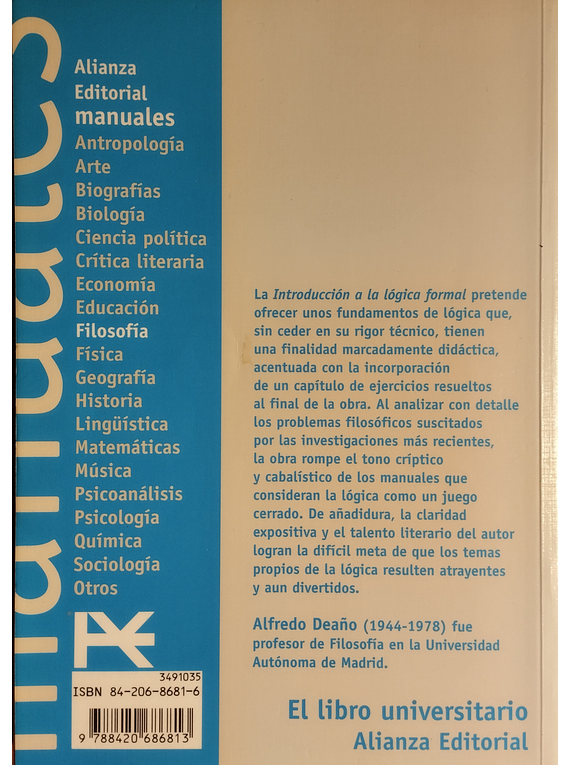 manuales
Alianza
Editorial
manuales
Antropología
Arte
Biografías
Biología
Ciencia política
Crítica literaria
Economía
Educación
Filosofía
Física
Geografía
Historia
Lingüística
Matemáticas
Música
Psicoanálisis
Psicología
Química
Sociología
Otros
3491035
ISBN 84-206-8681-6
9 788420 686813
La Introducción a la lógica formal pretende
ofrecer unos fundamentos de lógica que,
sin ceder en su rigor técnico, tienen
una finalidad marcadamente didáctica,
acentuada con la incorporación
de un capítulo de ejercicios resueltos
al final de la obra. Al analizar con detalle
los problemas filosóficos suscitados
por las investigaciones más recientes,
la obra rompe el tono críptico
y cabalístico de los manuales que
consideran la lógica como un juego
cerrado. De añadidura, la claridad
expositiva y el talento literario del autor
logran la difícil meta de que los temas
propios de la lógica resulten atrayentes
y aun divertidos.
Alfredo Deaño (1944-1978) fue
profesor de Filosofía en la Universidad
Autónoma de Madrid.
El libro universitario
Alianza Editorial